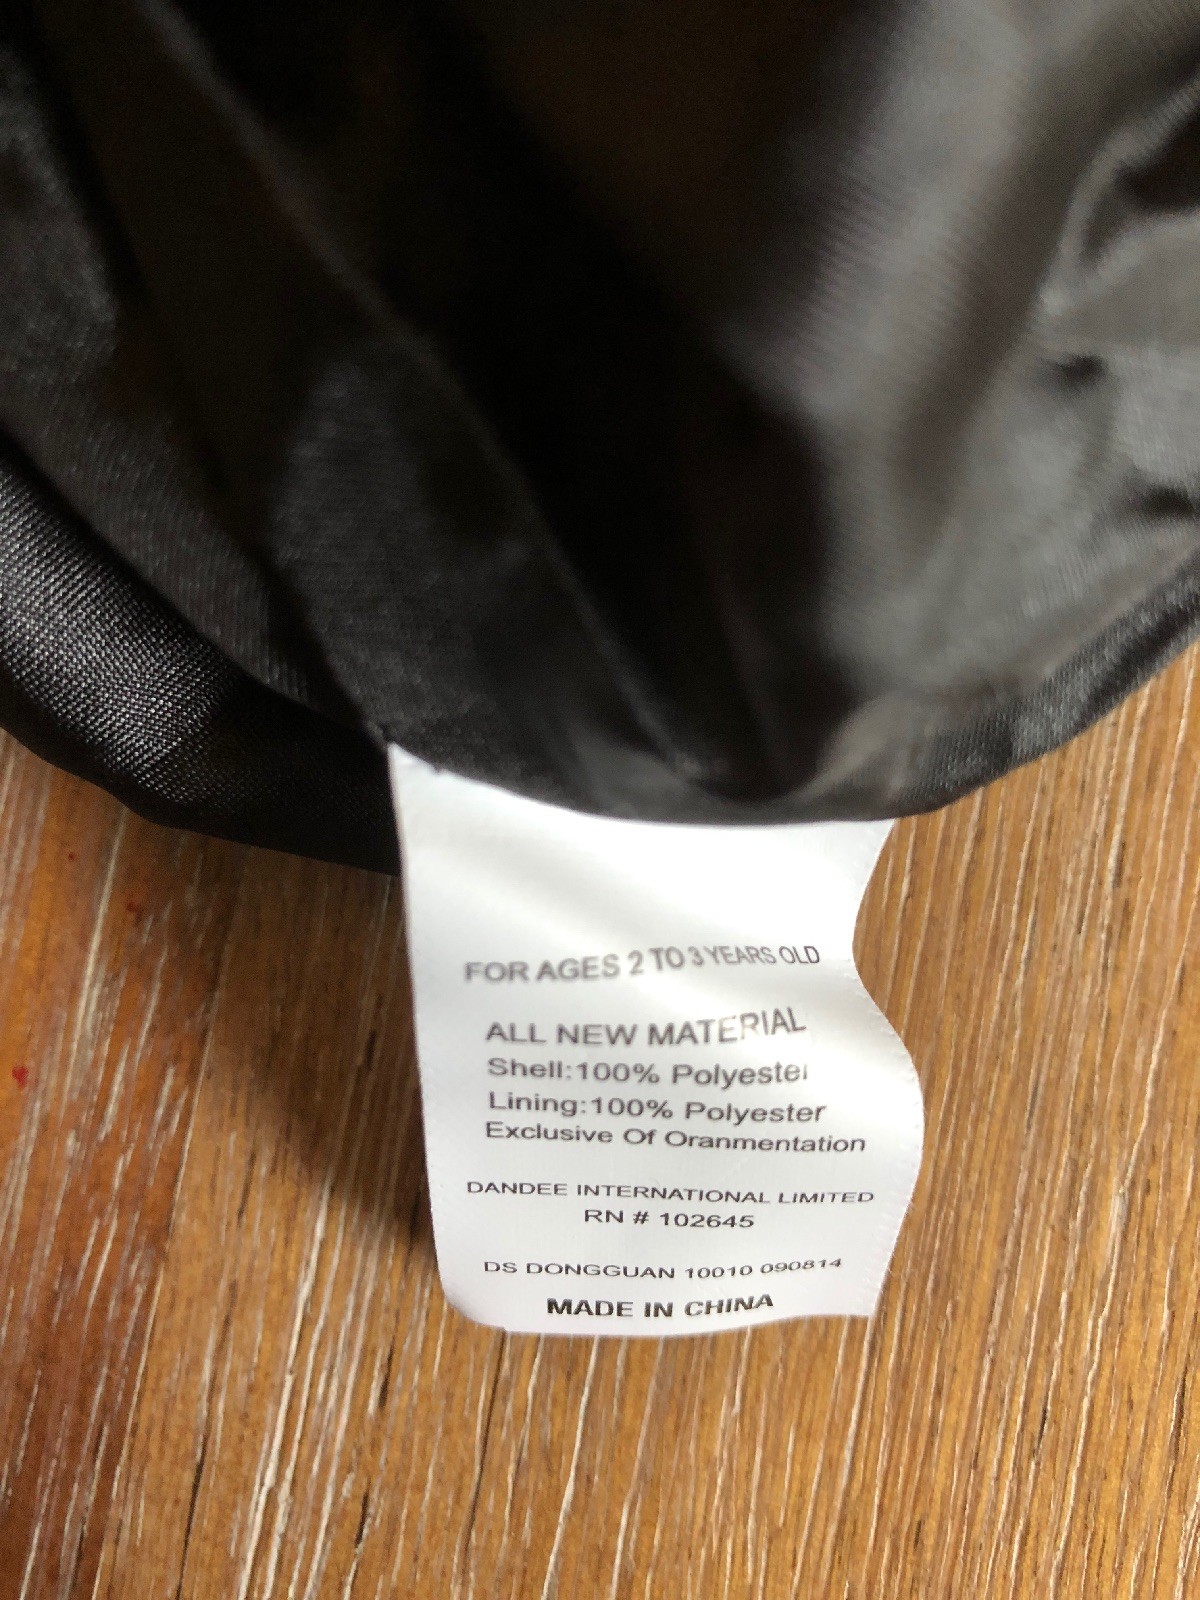 FOR AGES 2 TO 3 YEARS OLD
ALL NEW MATERIAL
Shell:100% Polyester
Lining:100% Polyester
Exclusive Of Oranmentation
DANDEE INTERNATIONAL LIMITED
RN # 102645
DS DONGGUAN 10010 090814
MADE IN CHINA